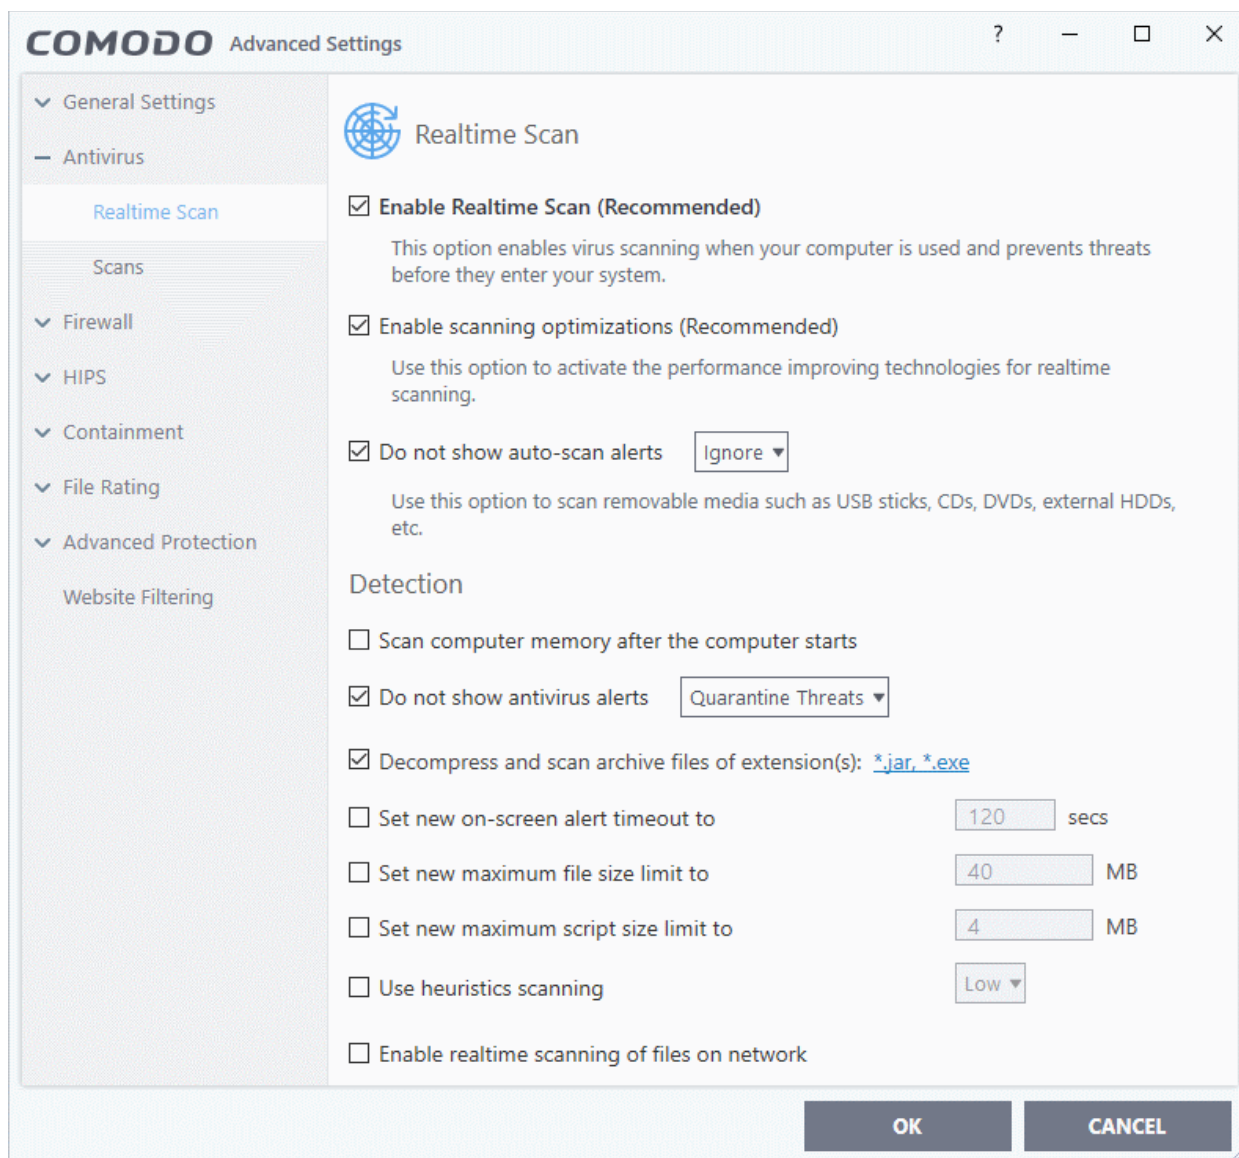 COMODO Advanced Settings ?
General Settings
Antivirus
Realtime Scan
Scans
Firewall
HIPS
Containment
File Rating
Advanced Protection
Website Filtering
Realtime Scan
Enable Realtime Scan (Recommended)
This option enables virus scanning when your computer is used and prevents threats
before they enter your system.
Enable scanning optimizations (Recommended)
Use this option to activate the performance improving technologies for realtime
scanning.
Do not show auto-scan alerts Ignore
Use this option to scan removable media such as USB sticks, CDs, DVDs, external HDDs,
etc.
Detection
Scan computer memory after the computer starts
Do not show antivirus alerts Quarantine Threats
Decompress and scan archive files of extension(s): *.jar, *.exe
Set new on-screen alert timeout to 120 secs
Set new maximum file size limit to 40 MB
Set new maximum script size limit to 4 MB
Use heuristics scanning Low
Enable realtime scanning of files on network
OK CANCEL